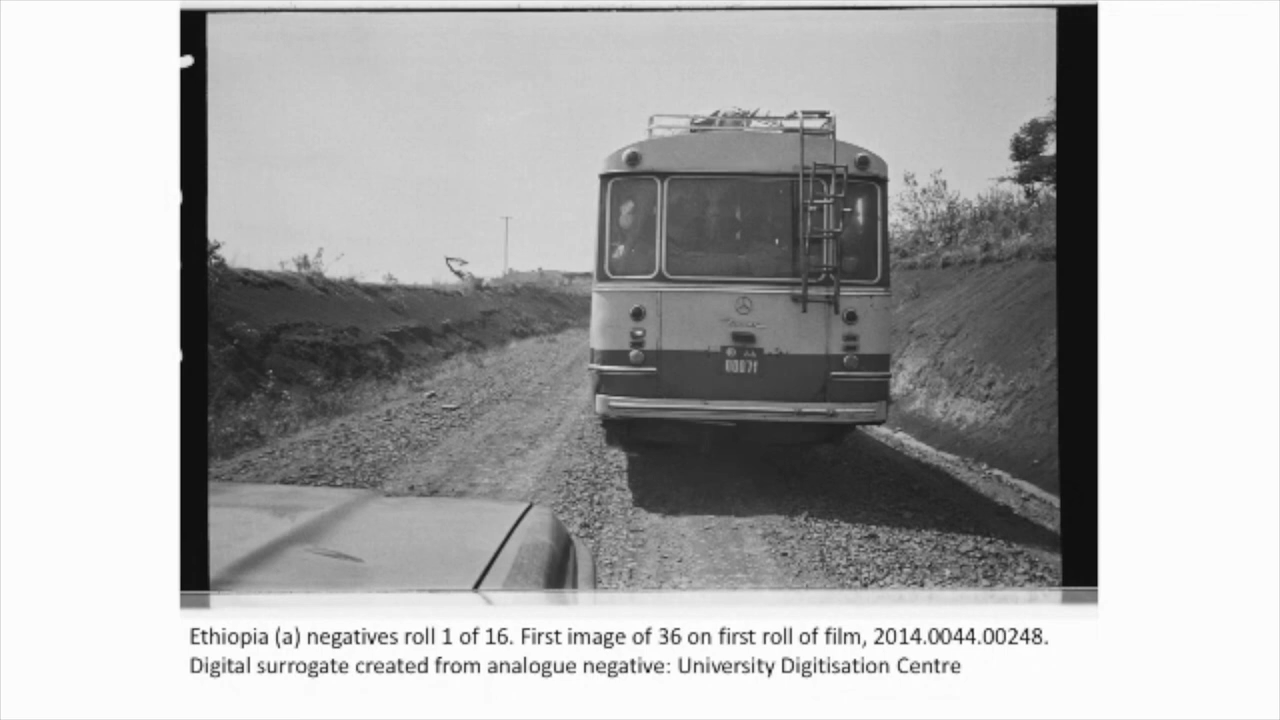 00071
Ethiopia (a) negatives roll 1 of 16. First image of 36 on first roll of film, 2014.0044.00248.
Digital surrogate created from analogue negative: University Digitisation Centre